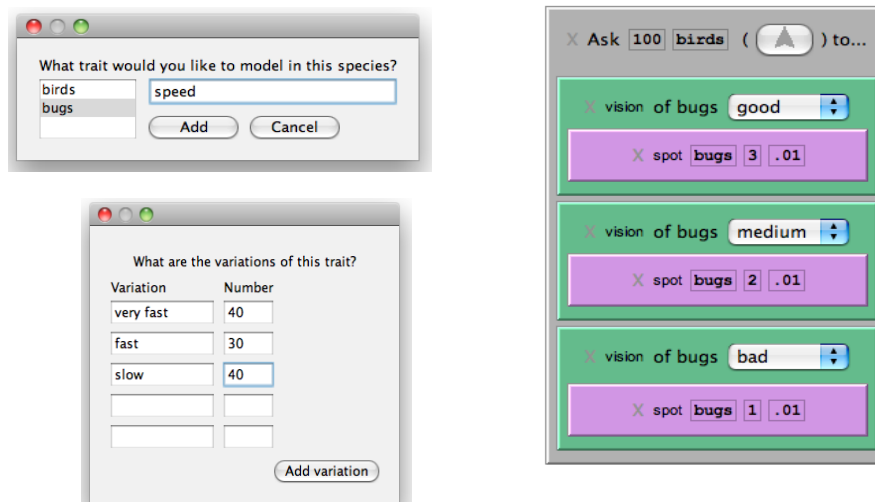 What trait would you like to model in this species?
birds
bugs
speed
Add Cancel
What are the variations of this trait?
Variation Number
very fast 40
fast 30
slow 40
Add variation
X Ask 100 birds ( ) to...
X vision of bugs good
X spot bugs 3 .01
X vision of bugs medium
X spot bugs 2 .01
X vision of bugs bad
X spot bugs 1 .01